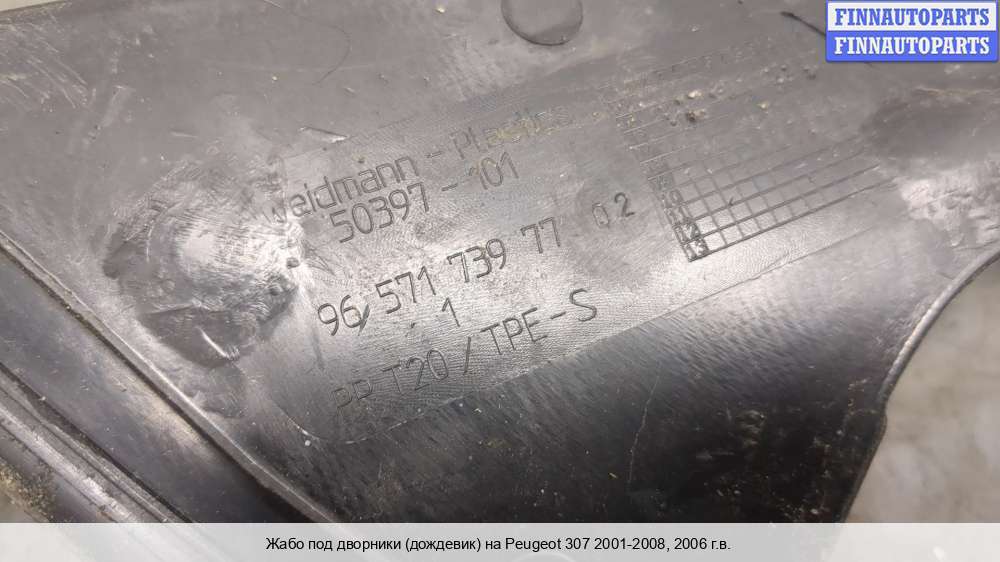 FINNAUTOPARTS
FINNAUTOPARTS
weidmann - Plastics
50397 - 101
96 571 739 77 02
1
PP T20 / TPE-S
Жабо под дворники (дождевик) на Peugeot 307 2001-2008, 2006 г.в.